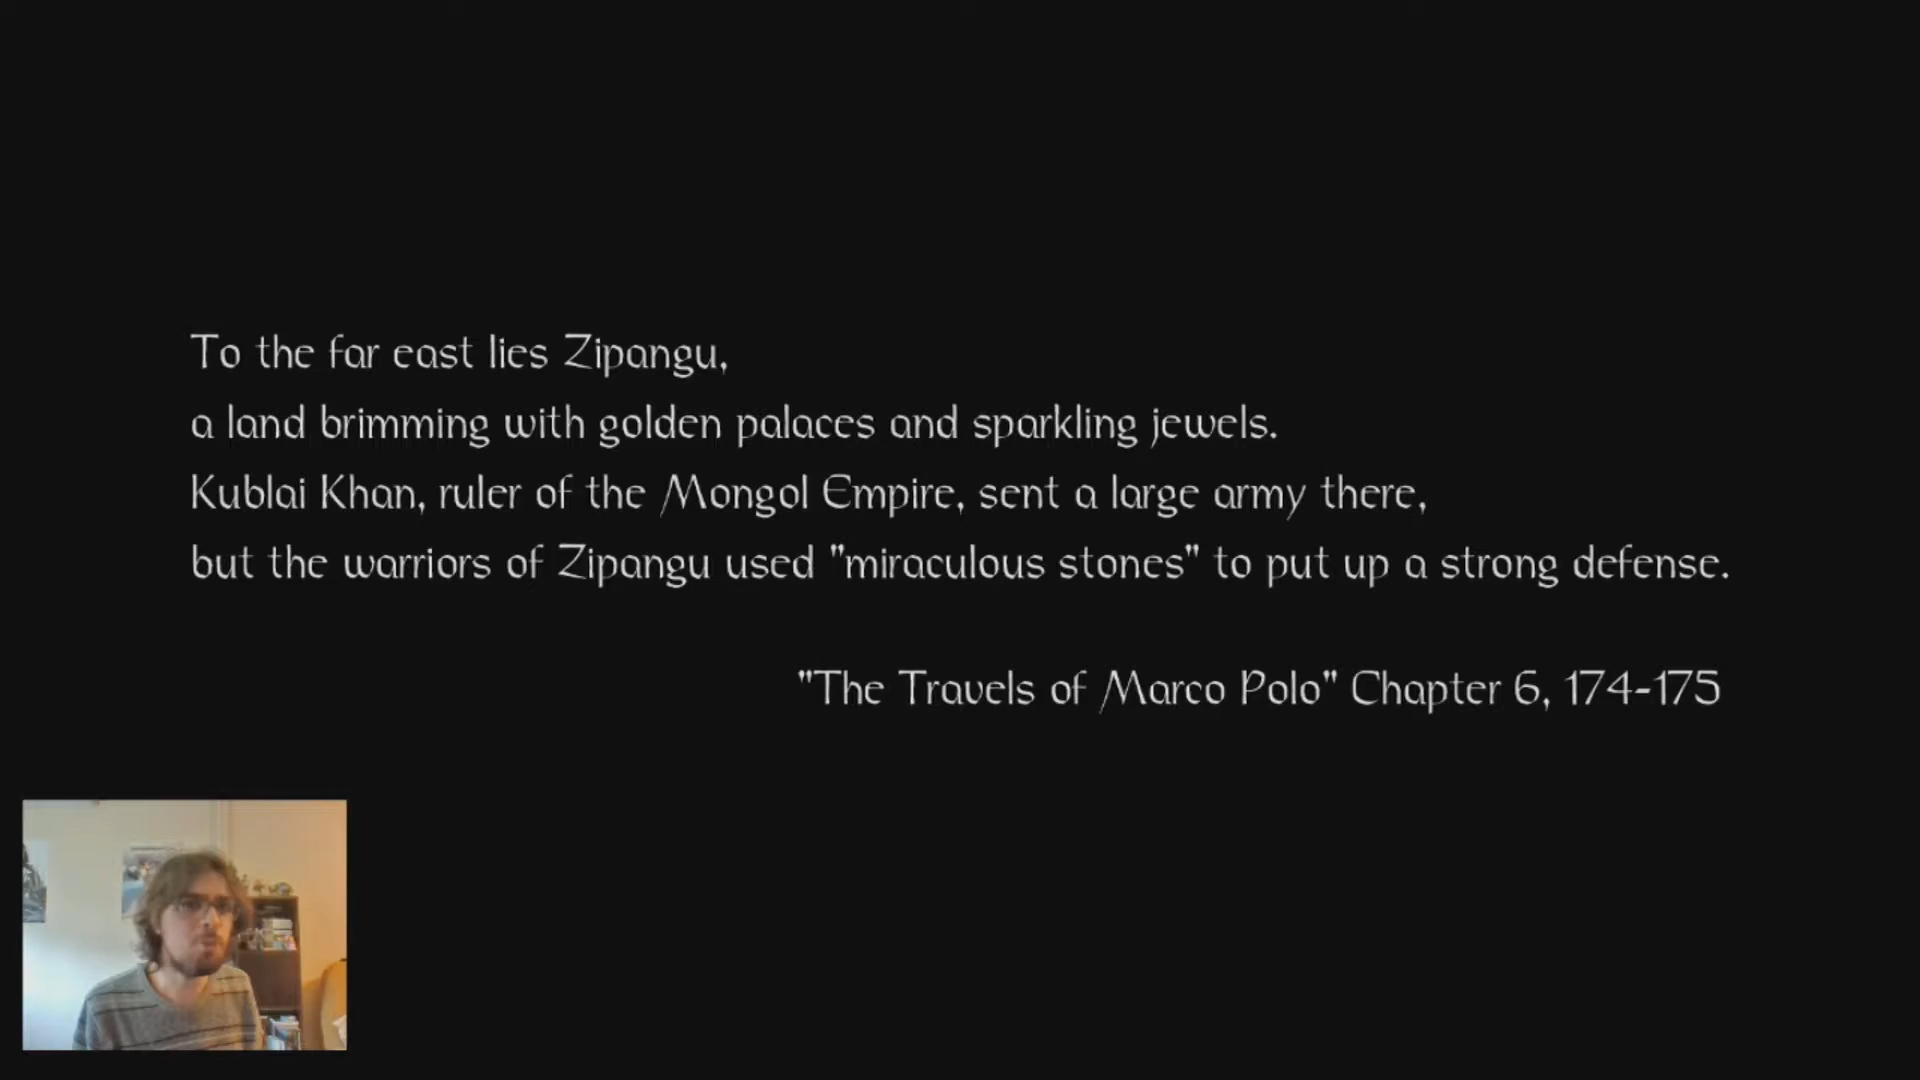 To the far east lies Zipangu,
a land brimming with golden palaces and sparkling jewels.
Kublai Khan, ruler of the Mongol Empire, sent a large army there,
but the warriors of Zipangu used "miraculous stones" to put up a strong defense.
"The Travels of Marco Polo" Chapter 6, 174-175